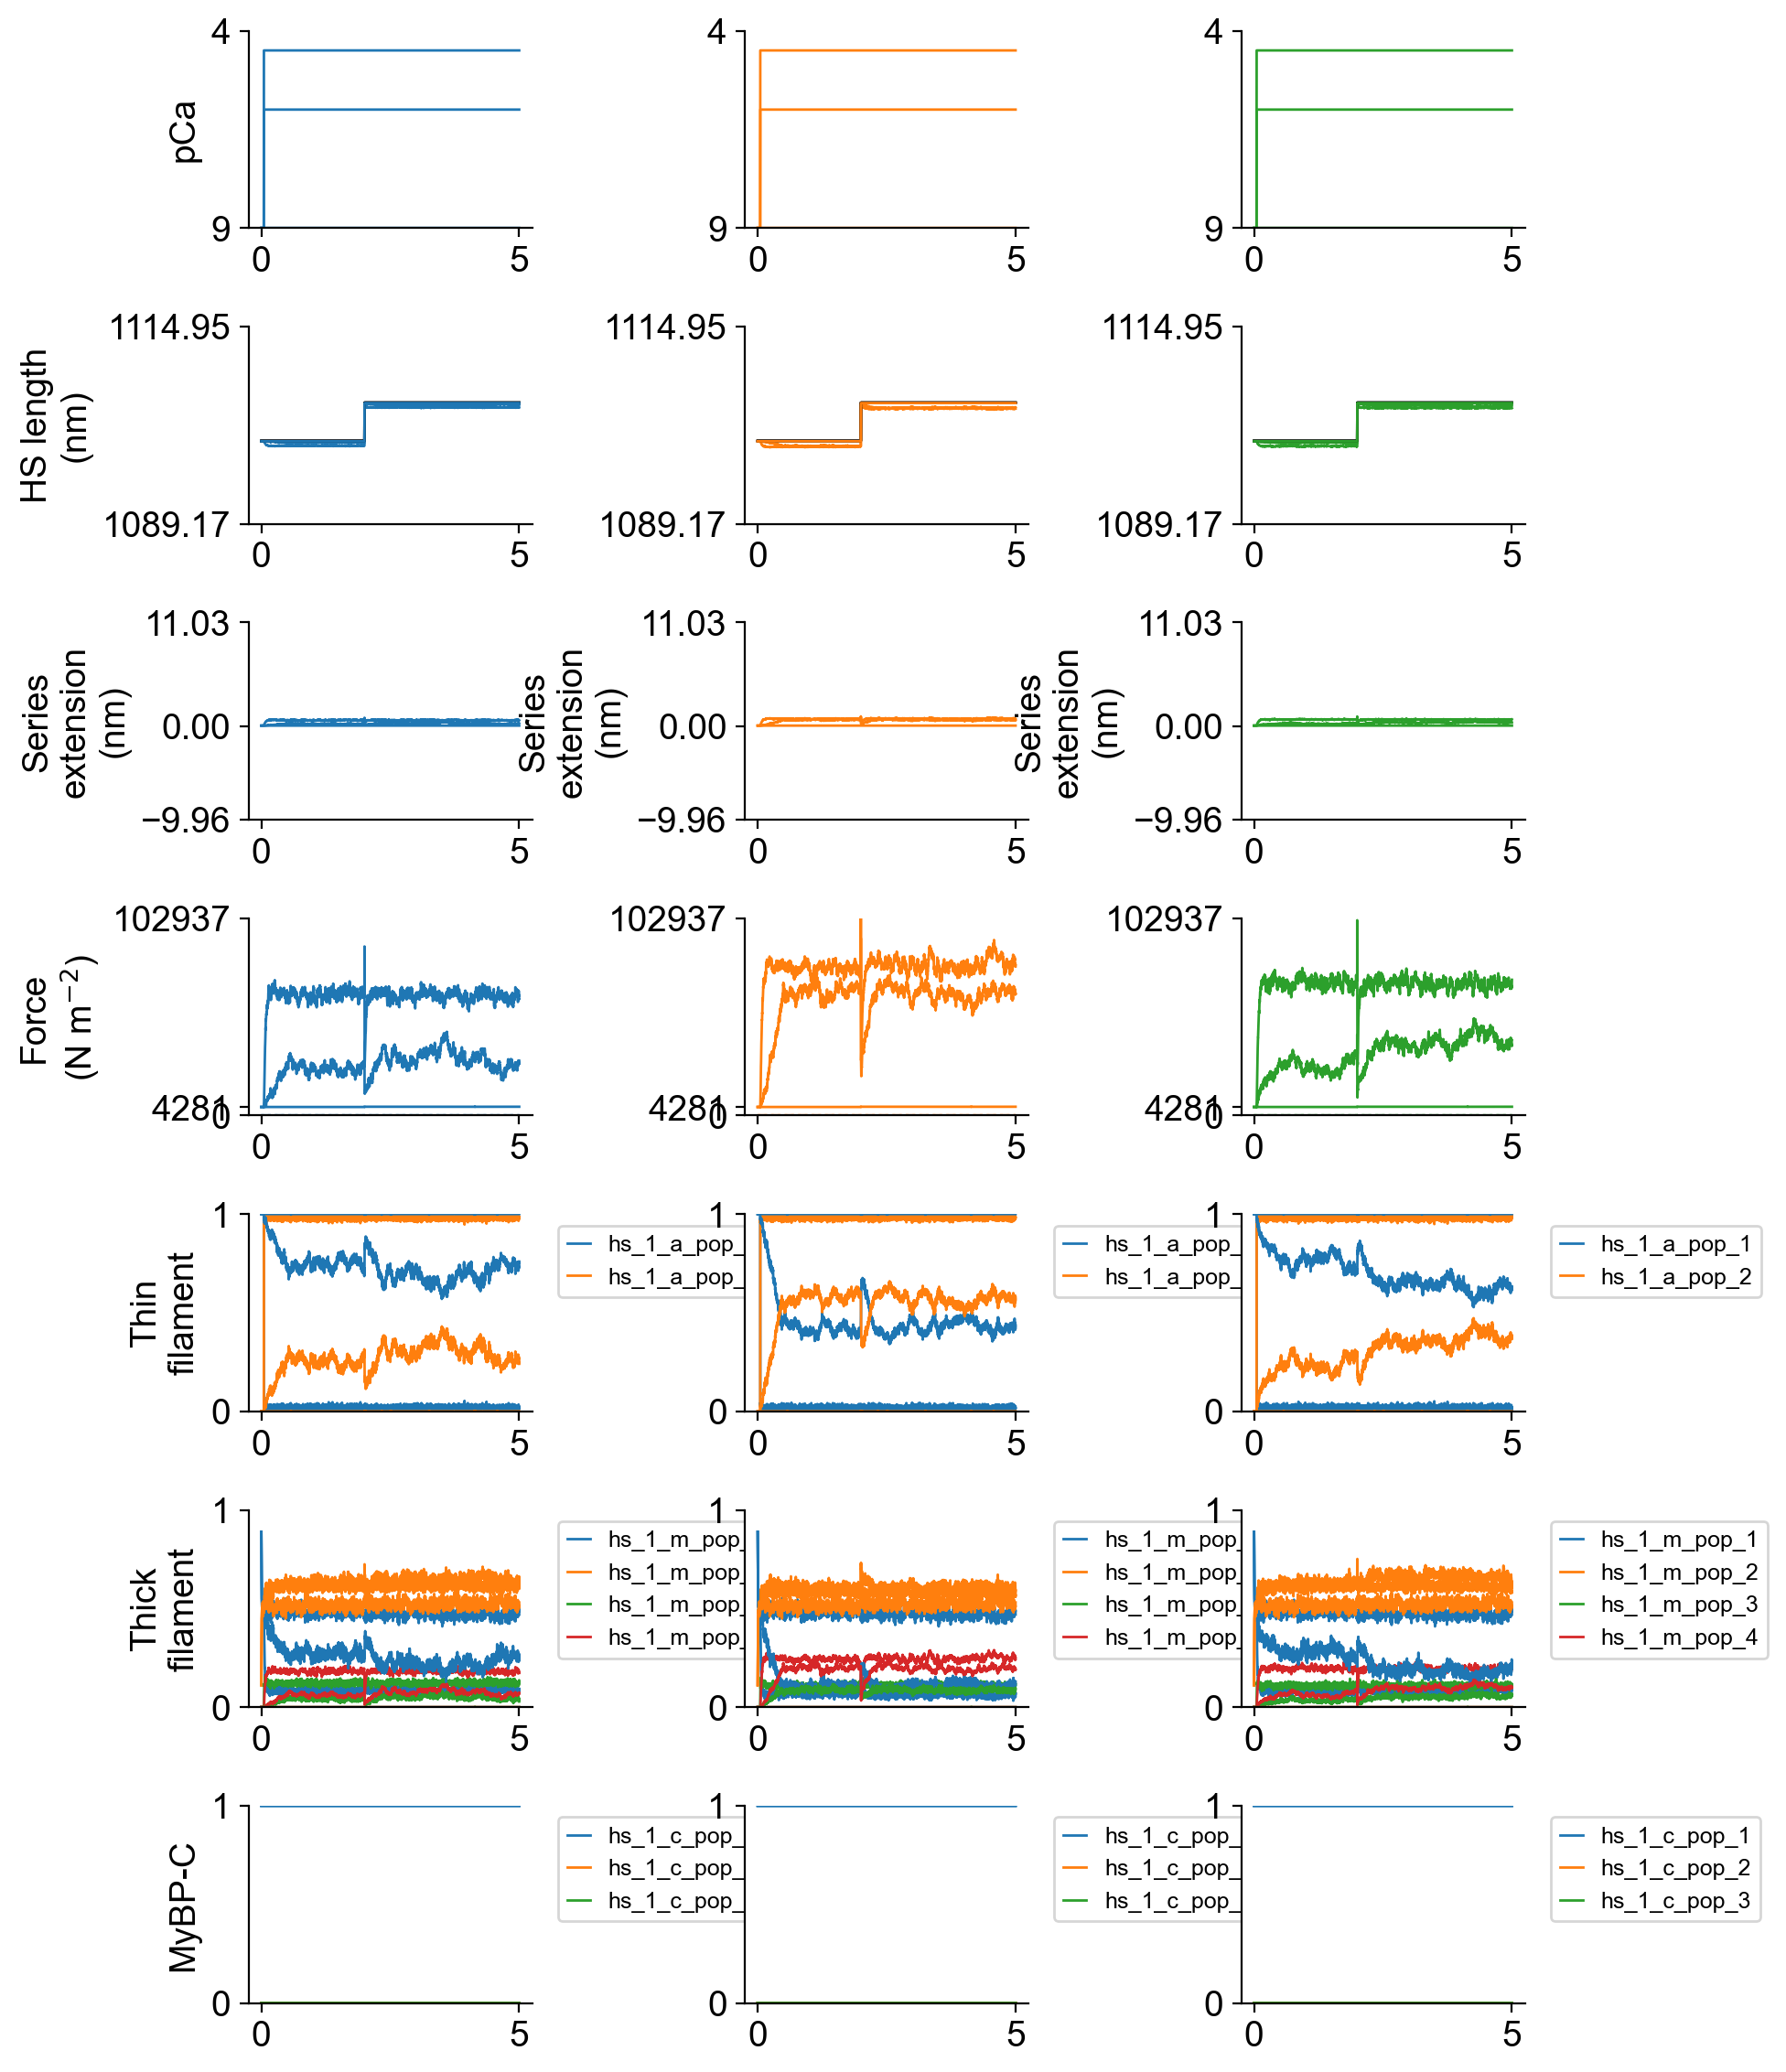 4
4
4
pCa
9
9
9
0 5
0 5
0 5
HS length
(nm)
1114.95
1114.95
1114.95
1089.17
1089.17
1089.17
0 5
0 5
0 5
Series
extension
(nm)
11.03
0.00
−9.96
0 5
Series
extension
(nm)
11.03
0.00
−9.96
0 5
Series
extension
(nm)
11.03
0.00
−9.96
0 5
Force
(N m⁻²)
102937
4281
0
0 5
102937
4281
0
0 5
102937
4281
0
0 5
Thin
filament
1
0
0 5
hs_1_a_pop_
hs_1_a_pop_
1
0
0 5
hs_1_a_pop_
hs_1_a_pop_
1
0
0 5
hs_1_a_pop_1
hs_1_a_pop_2
Thick
filament
1
0
0 5
hs_1_m_pop_
hs_1_m_pop_
hs_1_m_pop_
hs_1_m_pop_
1
0
0 5
hs_1_m_pop_
hs_1_m_pop_
hs_1_m_pop_
hs_1_m_pop_
1
0
0 5
hs_1_m_pop_1
hs_1_m_pop_2
hs_1_m_pop_3
hs_1_m_pop_4
MyBP-C
1
0
0 5
hs_1_c_pop_
hs_1_c_pop_
hs_1_c_pop_
1
0
0 5
hs_1_c_pop_
hs_1_c_pop_
hs_1_c_pop_
1
0
0 5
hs_1_c_pop_1
hs_1_c_pop_2
hs_1_c_pop_3